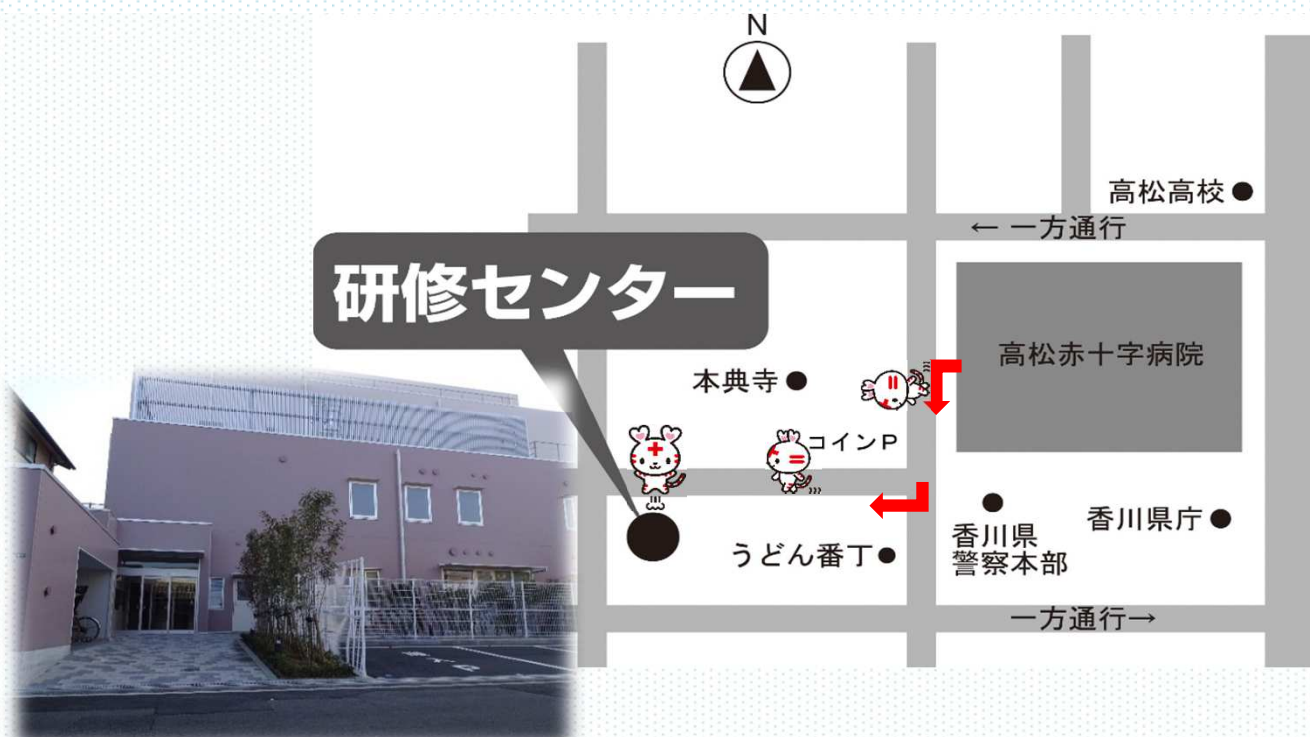 N
高松高校
← 一方通行
研修センター
高松赤十字病院
本典寺
コインP
香川県
警察本部
香川県庁
うどん番丁
一方通行→